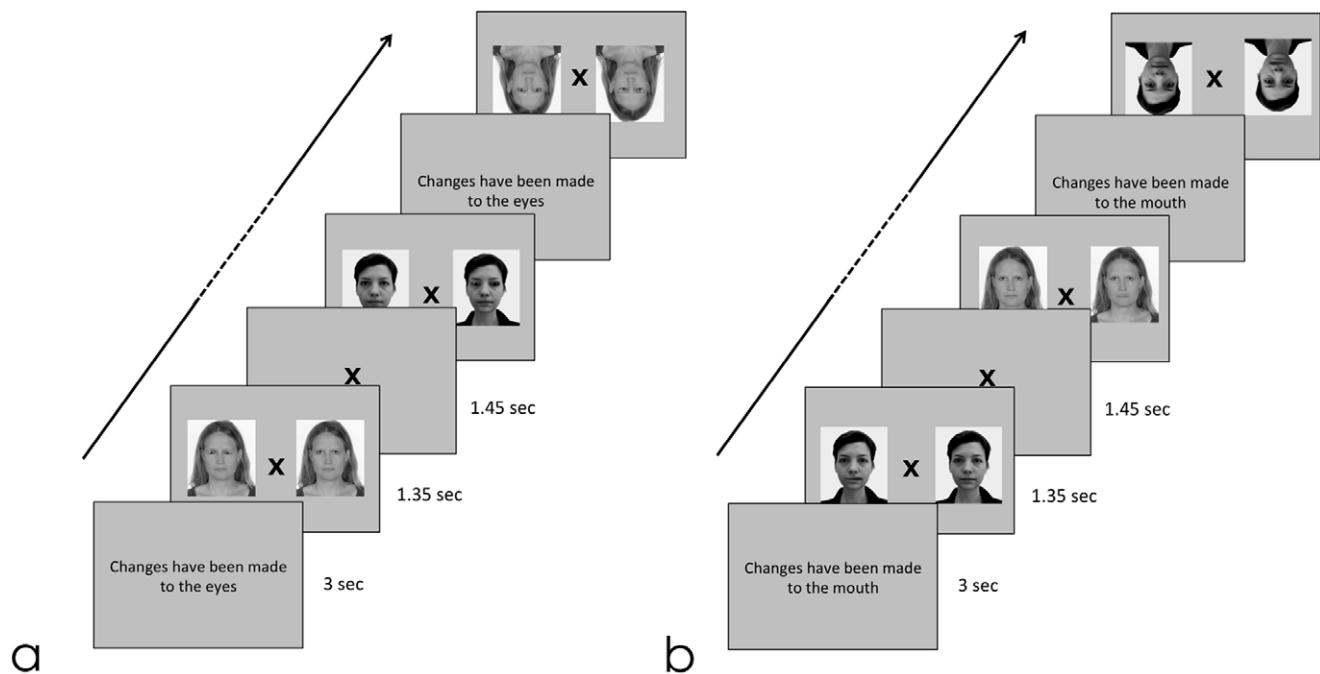 X
Changes have been made
to the eyes
X
X
1.45 sec
X
1.35 sec
Changes have been made
to the eyes
3 sec
a
X
Changes have been made
to the mouth
X
X
1.45 sec
X
1.35 sec
Changes have been made
to the mouth
3 sec
b